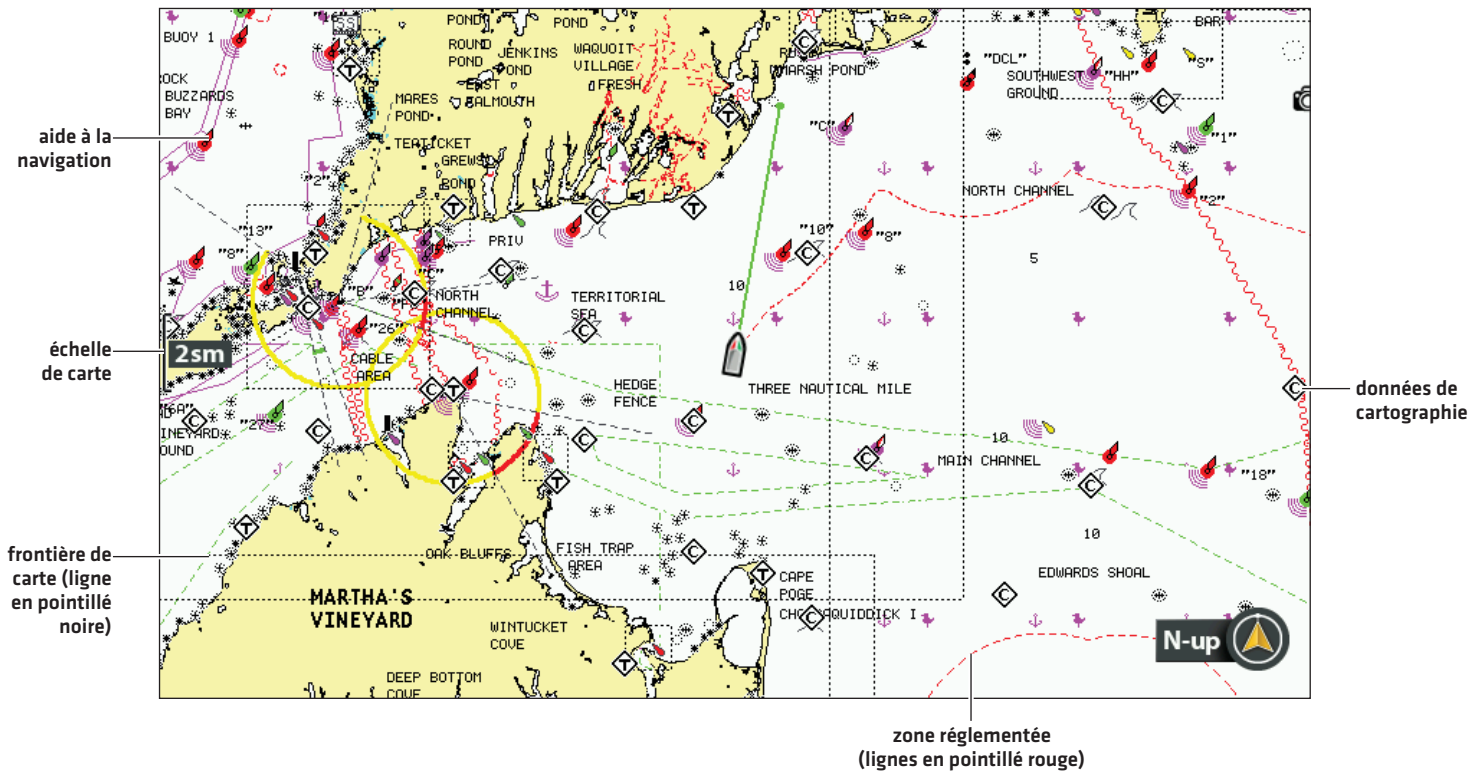 aide à la
navigation
échelle
de carte
frontière de
carte (ligne
en pointillé
noire)
données de
cartographie
zone réglementée
(lignes en pointillé rouge)
BUOY 1
BUZZARDS
BAY
POND
POND
ROUND
POND
JENKINS
POND
EAST
WAQUOIT
VILLAGE
FRESH
MARSH POND
BAR
"DCL"
SOUTHWEST
GROUND
"HH"
"S"
MARES
POND
TEATICKET
POND
"C"
"1"
"2"
NORTH CHANNEL
"2"
"13"
"8"
PRIV
"10"
"8"
5
"C"
"B"
NORTH
CHANNEL
TERRITORIAL
SEA
10
"26"
2sm
CABLE
AREA
HEDGE
FENCE
THREE NAUTICAL MILE
"6A"
"27"
10
MAIN CHANNEL
"18"
10
OAK BLUFFS
FISH TRAP
AREA
CAPE
POGE
EDWARDS SHOAL
MARTHA'S
VINEYARD
WINTUCKET
COVE
N-up
DEEP BOTTOM
COVE